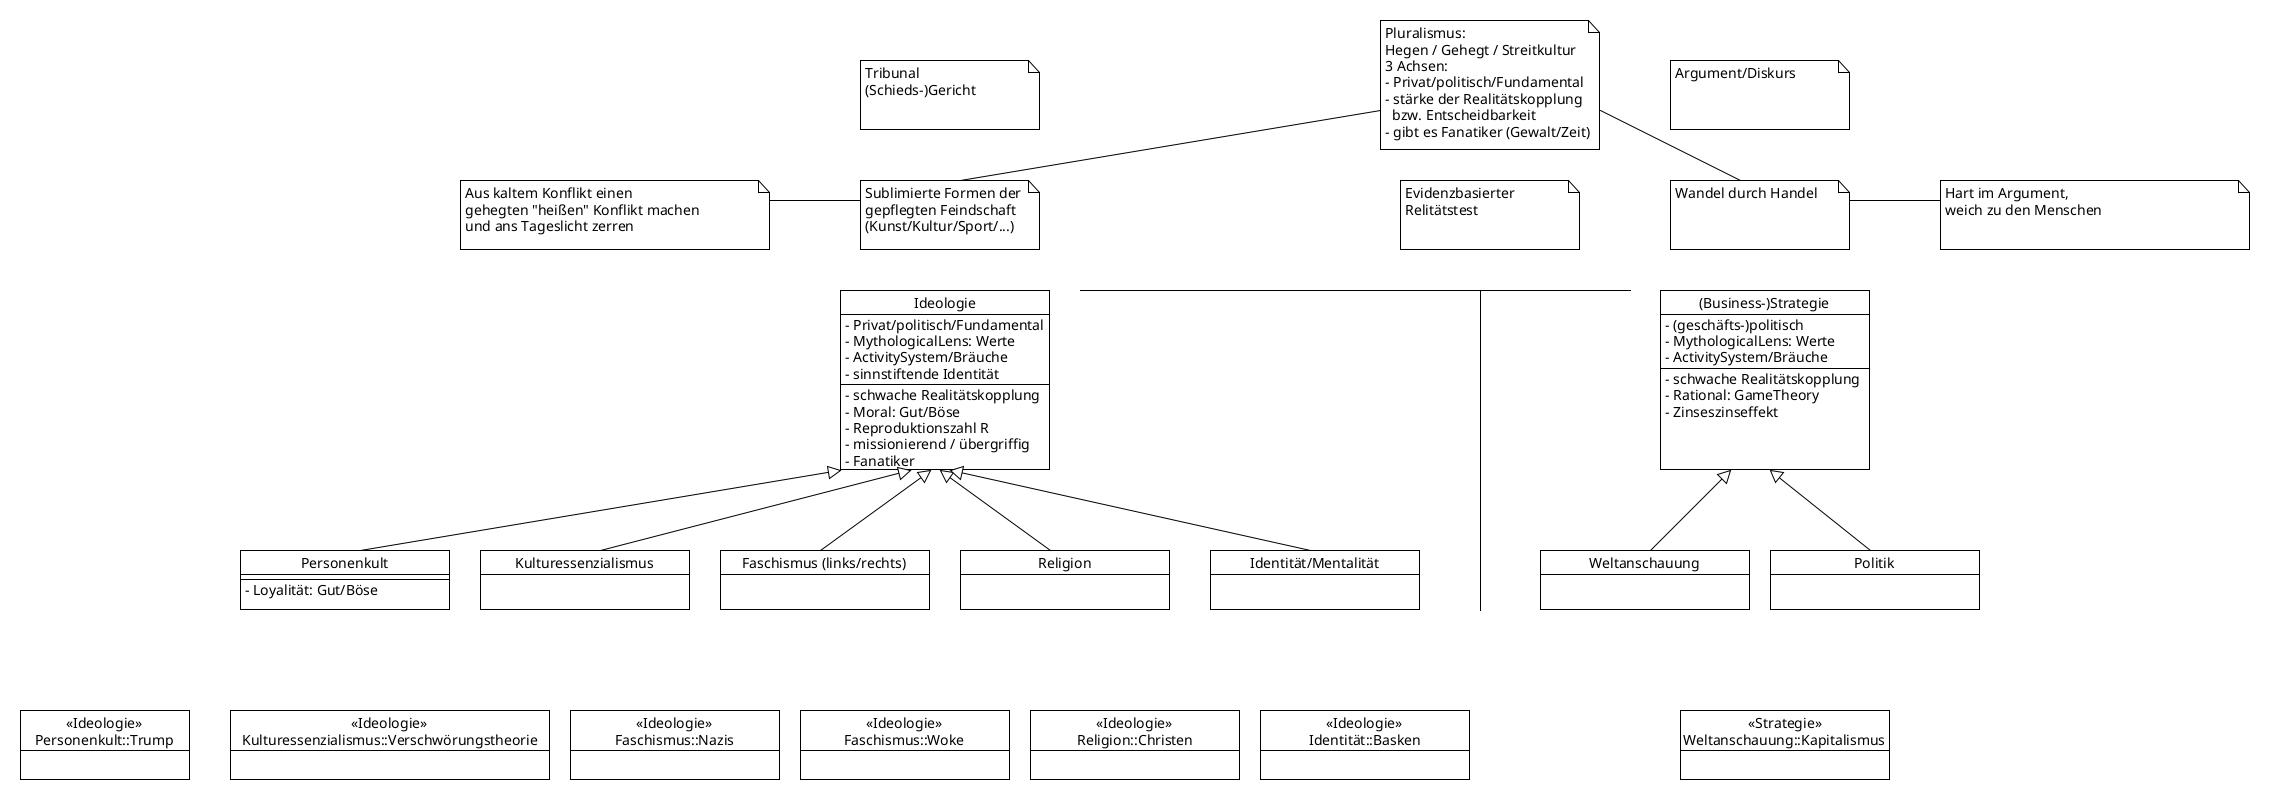 Pluralismus:
Hegen / Gehegt / Streitkultur
3 Achsen:
- Privat/politisch/Fundamental
- stärke der Realitätskopplung
bzw. Entscheidbarkeit
- gibt es Fanatiker (Gewalt/Zeit)
Tribunal
(Schieds-)Gericht
Argument/Diskurs
Aus kaltem Konflikt einen
gehegten "heißen" Konflikt machen
und ans Tageslicht zerren
Sublimierte Formen der
gepflegten Feindschaft
(Kunst/Kultur/Sport/...)
Evidenzbasierter
Relitätstest
Wandel durch Handel
Hart im Argument,
weich zu den Menschen
Ideologie
- Privat/politisch/Fundamental
- MythologicalLens: Werte
- ActivitySystem/Bräuche
- sinnstiftende Identität
- schwache Realitätskopplung
- Moral: Gut/Böse
- Reproduktionszahl R
- missionierend / übergriffig
- Fanatiker
(Business-)Strategie
- (geschäfts-)politisch
- MythologicalLens: Werte
- ActivitySystem/Bräuche
- schwache Realitätskopplung
- Rational: GameTheory
- Zinseszinseffekt
Personenkult
- Loyalität: Gut/Böse
Kulturessenzialismus
Faschismus (links/rechts)
Religion
Identität/Mentalität
Weltanschauung
Politik
«Ideologie»
Personenkult::Trump
«Ideologie»
Kulturessenzialismus::Verschwörungstheorie
«Ideologie»
Faschismus::Nazis
«Ideologie»
Faschismus::Woke
«Ideologie»
Religion::Christen
«Ideologie»
Identität::Basken
«Strategie»
Weltanschauung::Kapitalismus